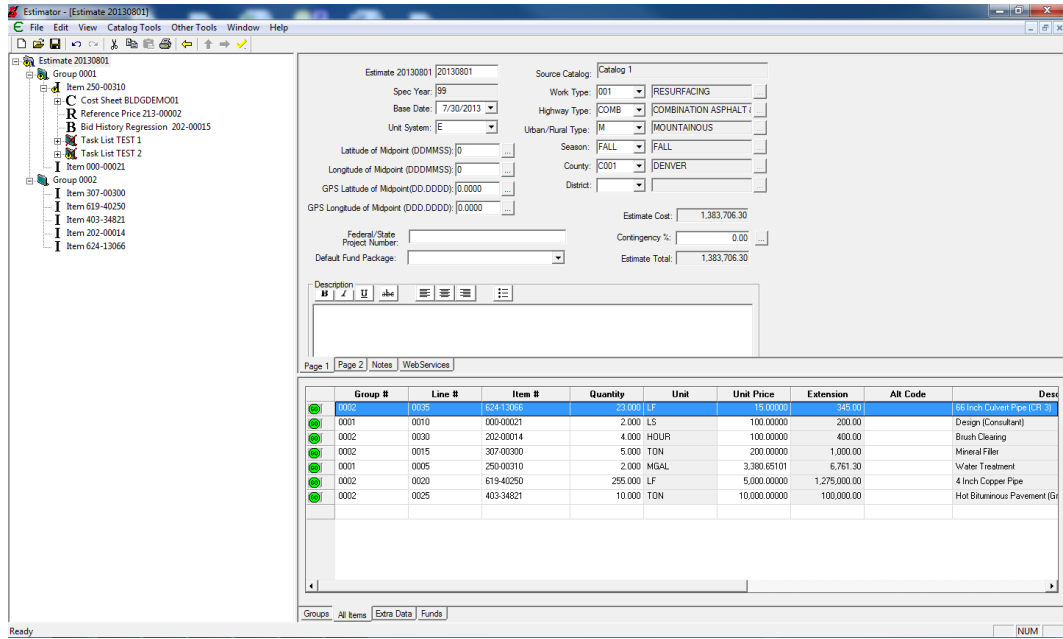 Estimator - [Estimate 20130801]
File Edit View Catalog Tools Other Tools Window Help
Estimate 20130801
Group 0001
Item 250-00310
C Cost Sheet BLDGDEMO01
R Reference Price 213-00002
B Bid History Regression 202-00015
Task List TEST 1
Task List TEST 2
I Item 000-00021
Group 0002
I Item 307-00300
I Item 619-40250
I Item 403-34821
I Item 202-00014
I Item 624-13066
Estimate 20130801 20130801 Source Catalog: Catalog 1
Spec Year: 99 Work Type: 001 RESURFACING ...
Base Date: 7/30/2013 Highway Type: COMB COMBINATION ASPHALT ...
Unit System: E Urban/Rural Type: M MOUNTAINOUS ...
Season: FALL FALL ...
Latitude of Midpoint (DDMMSS): 0 ...
County: C001 DENVER ...
Longitude of Midpoint (DDDMMSS): 0 ...
District: ...
GPS Latitude of Midpoint(DD.DDDD): 0.0000 ...
GPS Longitude of Midpoint (DDD.DDDD): 0.0000 ...
Estimate Cost: 1,383,706.30
Federal/State Project Number:
Contingency %: 0.00 ...
Default Fund Package: Estimate Total: 1,383,706.30
Description
B I U abc
Page 1 Page 2 Notes WebServices
Group # Line # Item # Quantity Unit Unit Price Extension Alt Code Desc
GO 0002 0035 624-13066 23.000 LF 15.00000 345.00 66 Inch Culvert Pipe (CR 3)
GO 0001 0010 000-00021 2.000 LS 100.00000 200.00 Design (Consultant)
GO 0002 0030 202-00014 4.000 HOUR 100.00000 400.00 Brush Clearing
GO 0002 0015 307-00300 5.000 TON 200.00000 1,000.00 Mineral Filler
GO 0001 0005 250-00310 2.000 MGAL 3,380.65101 6,761.30 Water Treatment
GO 0002 0020 619-40250 255.000 LF 5,000.00000 1,275,000.00 4 Inch Copper Pipe
GO 0002 0025 403-34821 10.000 TON 10,000.00000 100,000.00 Hot Bituminous Pavement (Gr
Groups All Items Extra Data Funds
Ready NUM